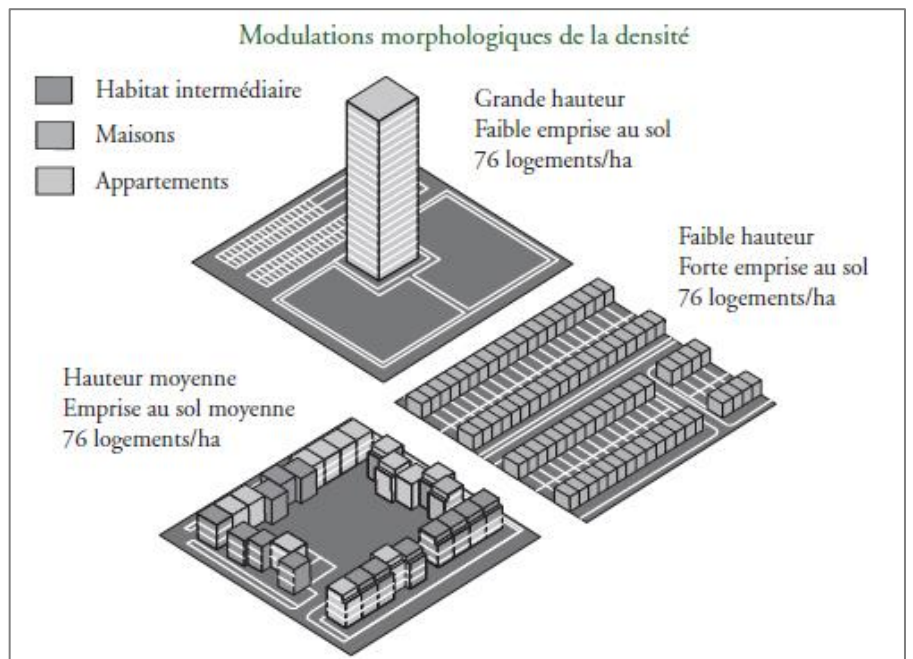 Modulations morphologiques de la densité
Habitat intermédiaire
Maisons
Appartements
Grande hauteur
Faible emprise au sol
76 logements/ha
Faible hauteur
Forte emprise au sol
76 logements/ha
Hauteur moyenne
Emprise au sol moyenne
76 logements/ha